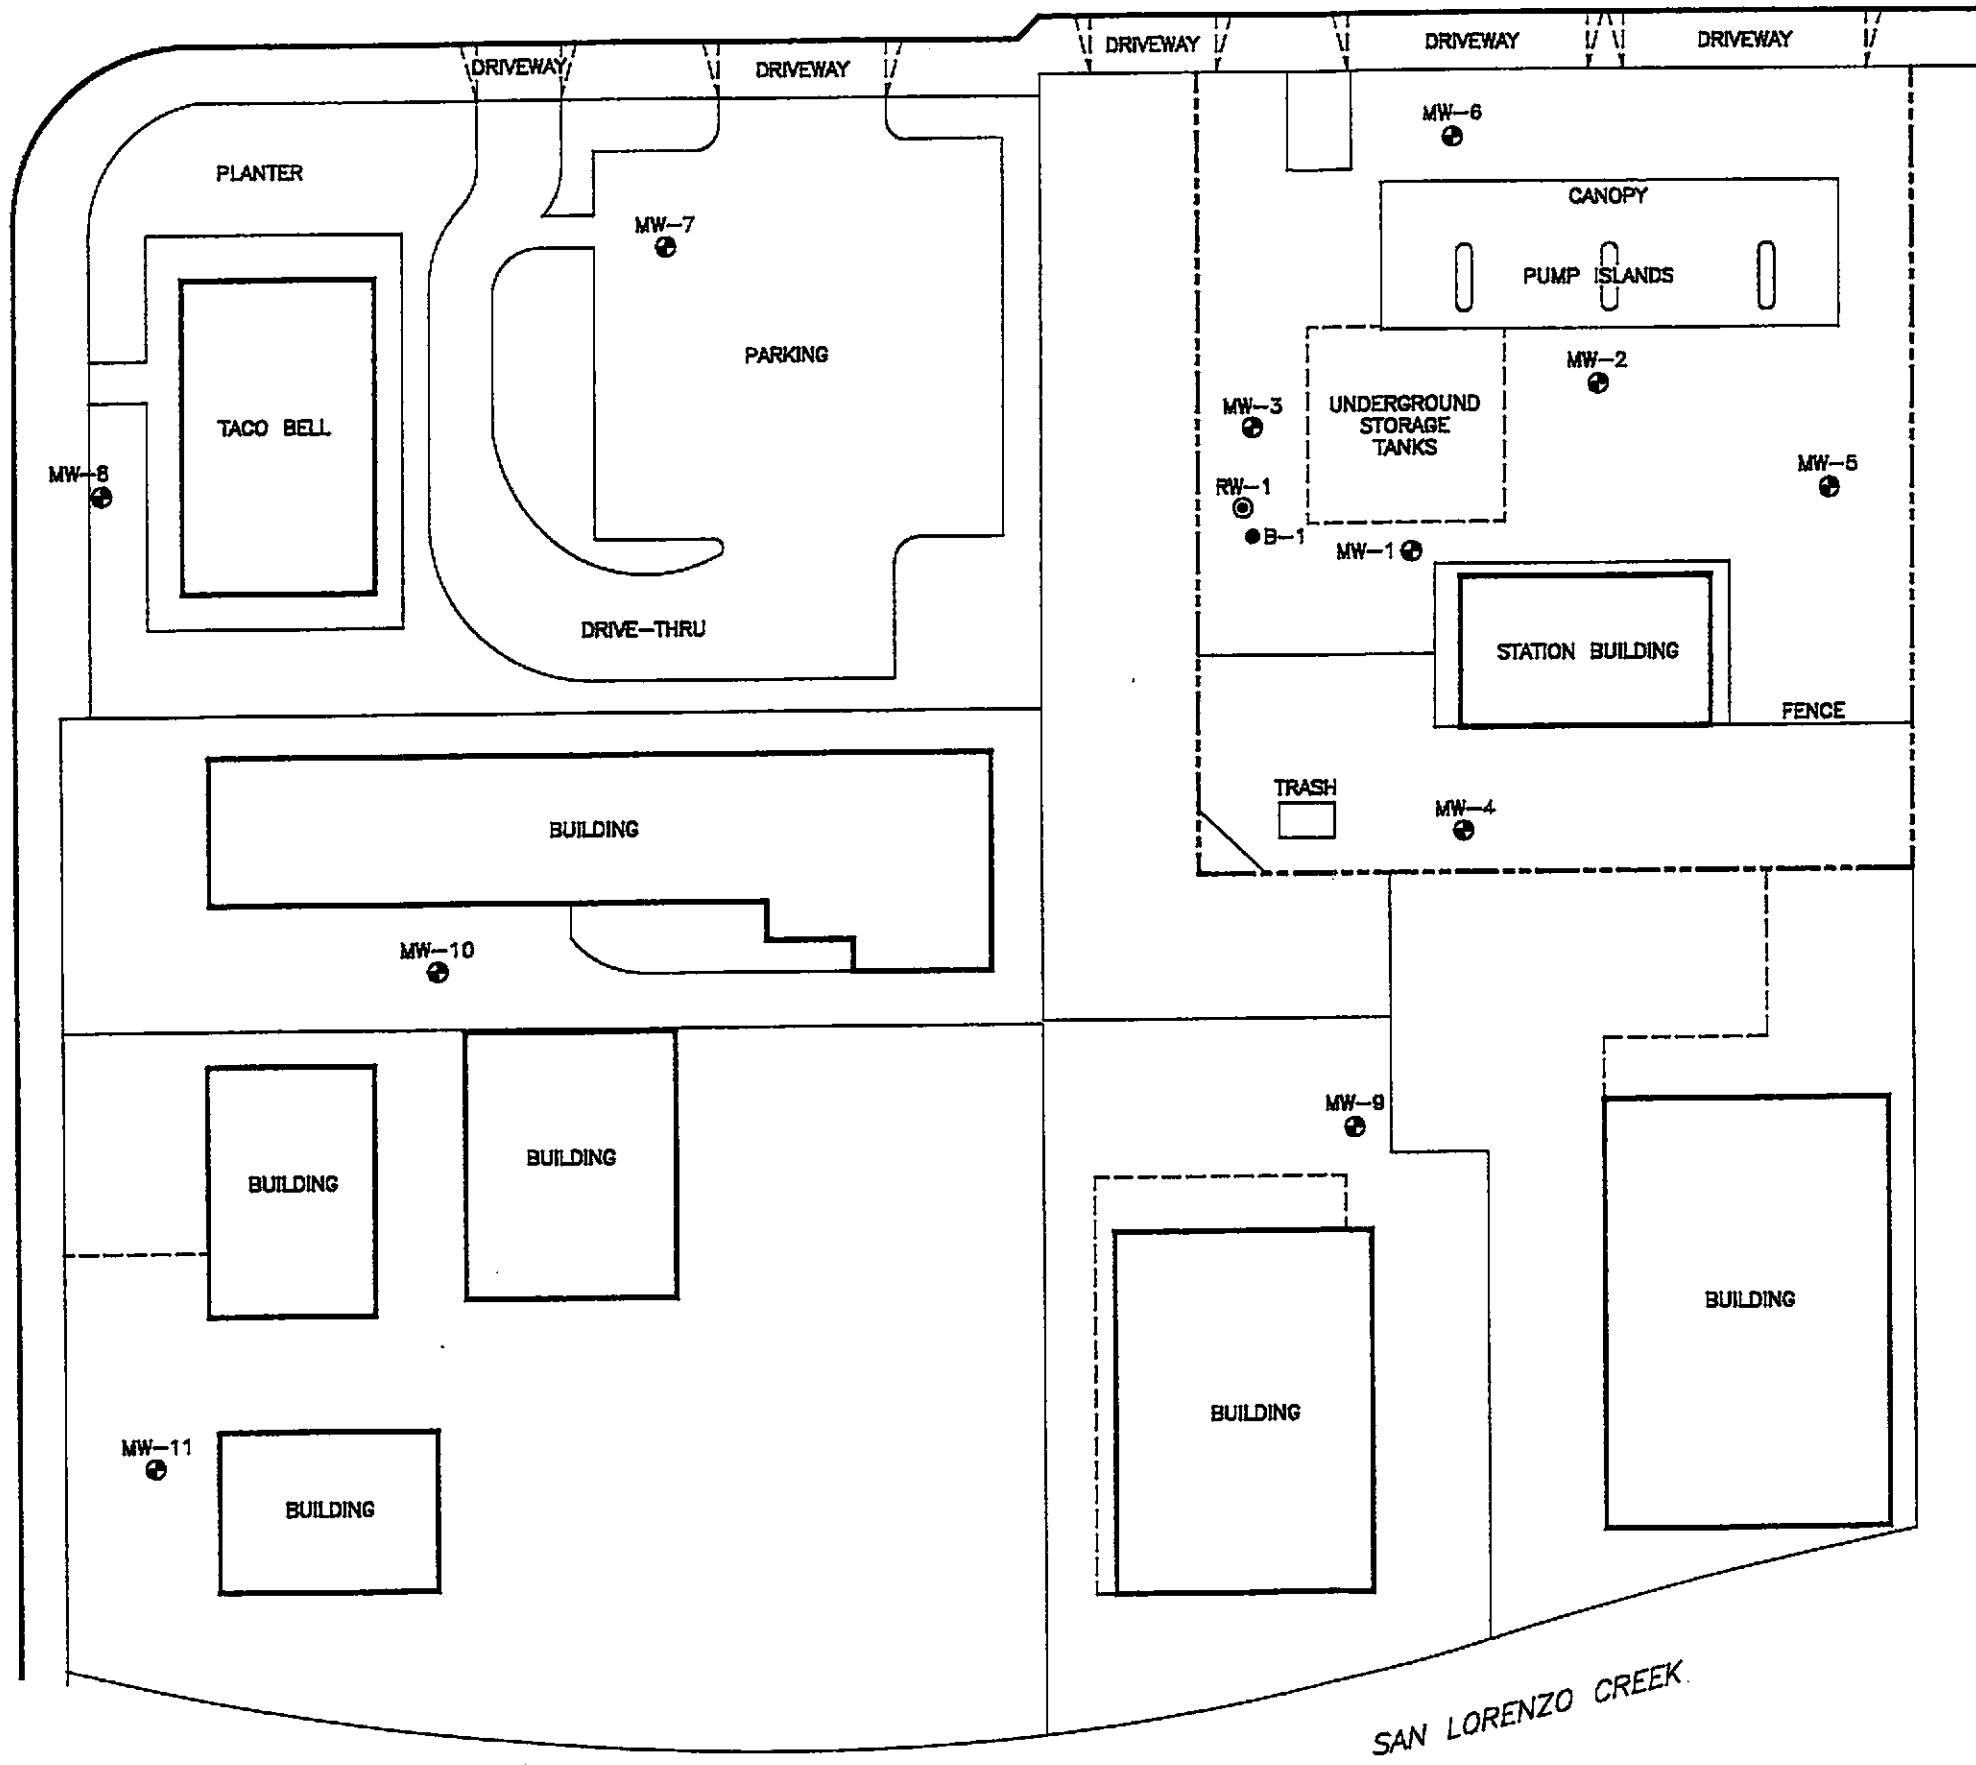 DRIVEWAY
DRIVEWAY
DRIVEWAY
DRIVEWAY
DRIVEWAY
MW-6
PLANTER
CANOPY
MW-7
PUMP ISLANDS
PARKING
MW-2
TACO BELL
MW-3
UNDERGROUND
STORAGE
TANKS
MW-8
MW-5
RW-1
B-1
MW-1
DRIVE-THRU
STATION BUILDING
FENCE
TRASH
MW-4
BUILDING
MW-10
MW-9
BUILDING
BUILDING
BUILDING
BUILDING
MW-11
BUILDING
SAN LORENZO CREEK